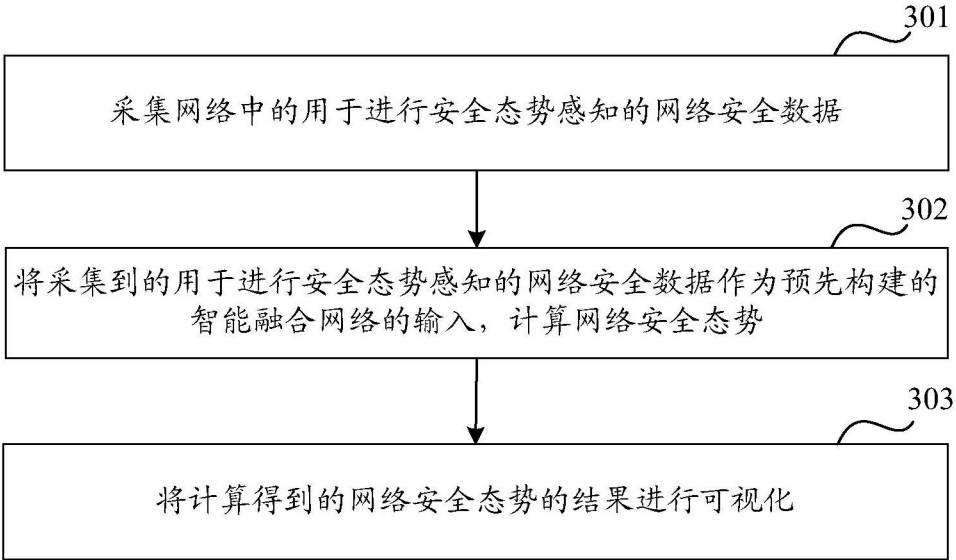 301
采集网络中的用于进行安全态势感知的网络安全数据
302
将采集到的用于进行安全态势感知的网络安全数据作为预先构建的
智能融合网络的输入，计算网络安全态势
303
将计算得到的网络安全态势的结果进行可视化